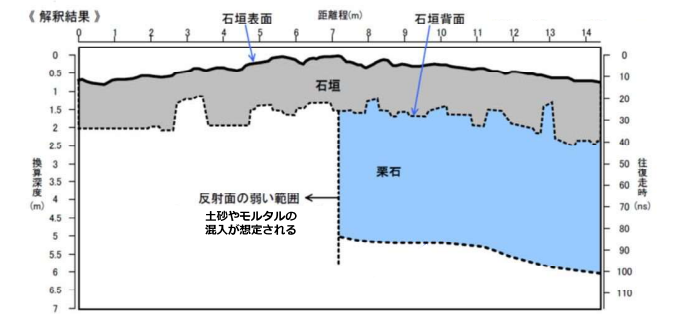 《 解釈結果 》
石垣表面
距離程(m)
石垣背面
0 1 2 3 4 5 6 7 8 9 10 11 12 13 14
0
0.5
1
1.5
2
2.5
3
3.5
4
4.5
5
5.5
6
6.5
7
換算深度(m)
石垣
栗石
反射面の弱い範囲
土砂やモルタルの
混入が想定される
0
10
20
30
40
50
60
70
80
90
100
110
往復走時(ns)